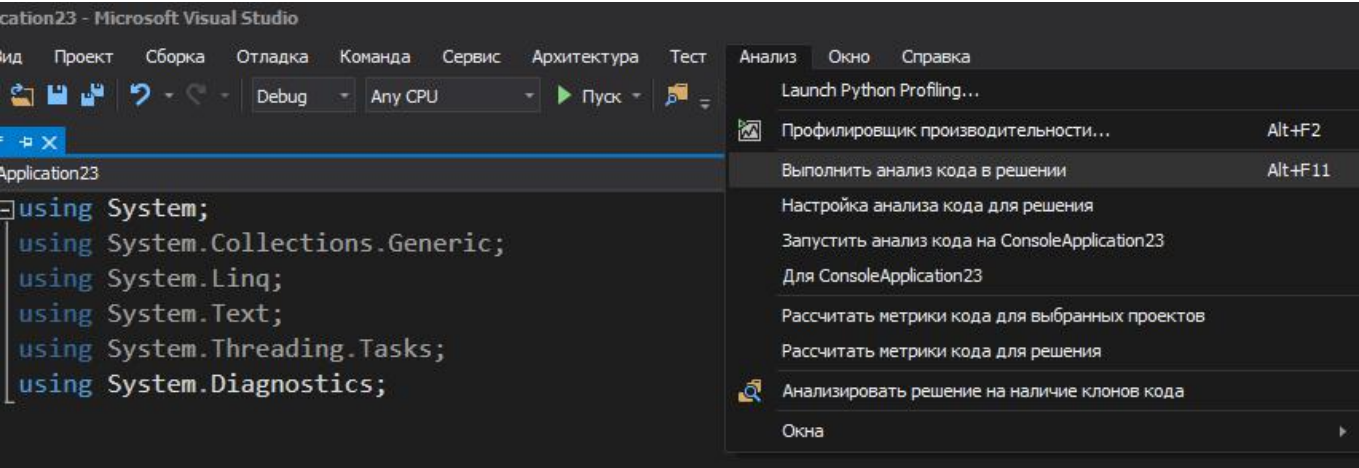 cation23 - Microsoft Visual Studio
Вид Проект Сборка Отладка Команда Сервис Архитектура Тест Анализ Окно Справка
Debug Any CPU Пуск
Launch Python Profiling...
Профилировщик производительности... Alt+F2
Application23
Выполнить анализ кода в решении Alt+F11
using System;
Настройка анализа кода для решения
using System.Collections.Generic;
Запустить анализ кода на ConsoleApplication23
using System.Linq;
Для ConsoleApplication23
using System.Text;
Рассчитать метрики кода для выбранных проектов
using System.Threading.Tasks;
Рассчитать метрики кода для решения
using System.Diagnostics;
Анализировать решение на наличие клонов кода
Окна